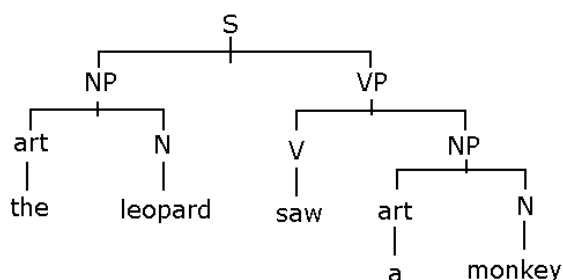 S
NP VP
art N V NP
the leopard saw art N
a monkey